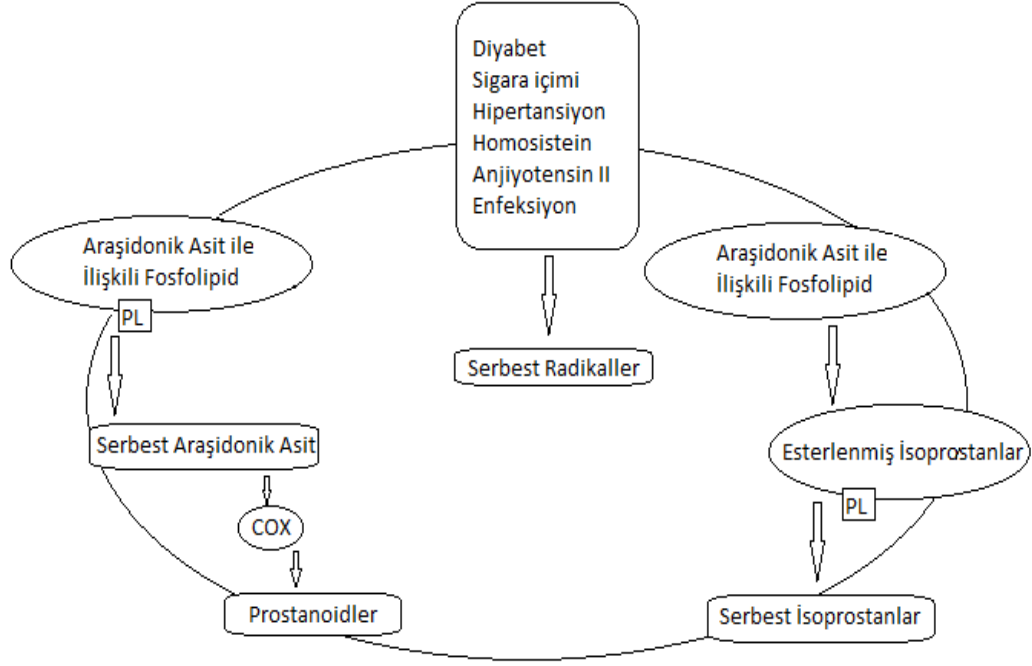 Diyabet
Sigara içimi
Hipertansiyon
Homosistein
Anjiyotensin II
Enfeksiyon
Araşidonik Asit ile
İlişkili Fosfolipid
PL
Serbest Araşidonik Asit
COX
Prostanoidler
Serbest Radikaller
Araşidonik Asit ile
İlişkili Fosfolipid
Esterlenmiş İsoprostanlar
PL
Serbest İsoprostanlar